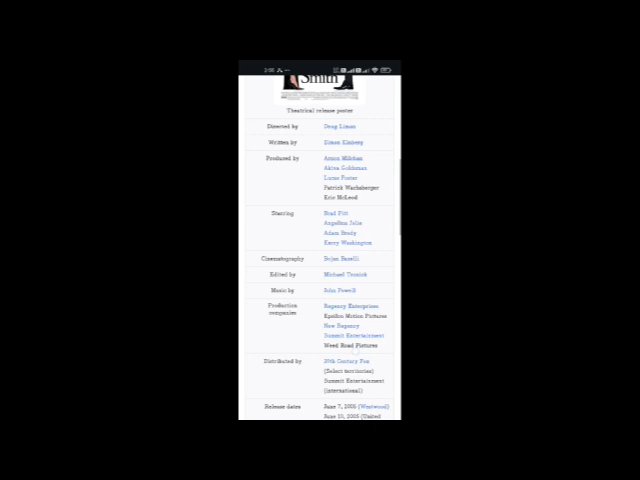 2:06
Smith
Theatrical release poster
Directed by Doug Liman
Written by Simon Kinberg
Produced by Arnon Milchan
Akiva Goldsman
Lucas Foster
Patrick Wachsberger
Eric McLeod
Starring Brad Pitt
Angelina Jolie
Adam Brody
Kerry Washington
Cinematography Bojan Bazelli
Edited by Michael Tronick
Music by John Powell
Production companies Regency Enterprises
Epsilon Motion Pictures
New Regency
Summit Entertainment
Weed Road Pictures
Distributed by 20th Century Fox
(Select territories)
Summit Entertainment
(international)
Release dates June 7, 2005 (Westwood)
June 10, 2005 (United